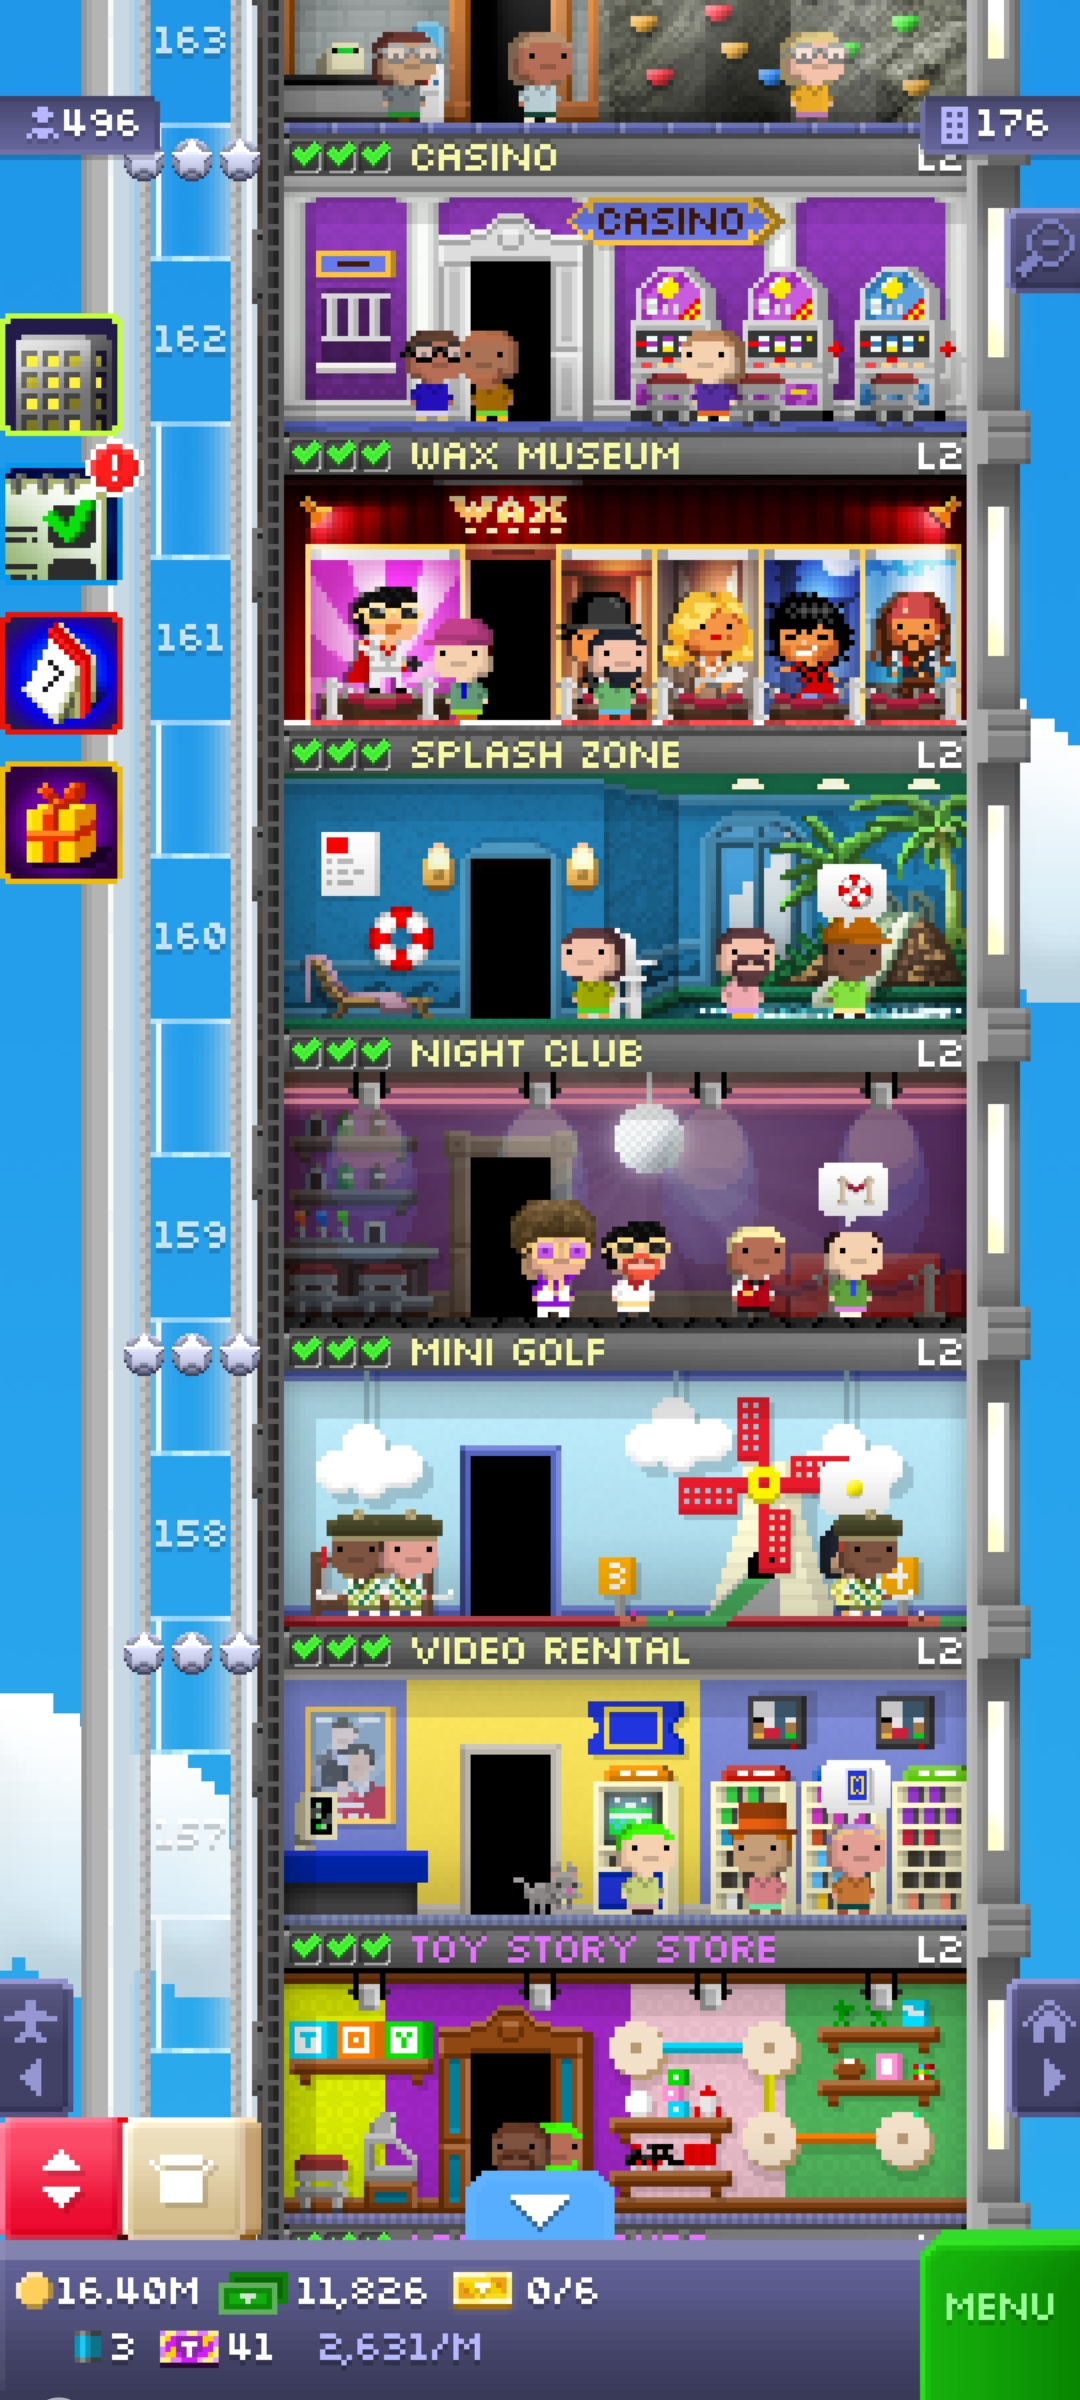 163
496
176
CASINO L2
CASINO
162
WAX MUSEUM L2
WAX
161
SPLASH ZONE L2
160
NIGHT CLUB L2
159
MINI GOLF L2
158
3
VIDEO RENTAL L2
157
TOY STORY STORE L2
TOY
16.40M 11,826 0/6
MENU
3 T 41 2,631/M